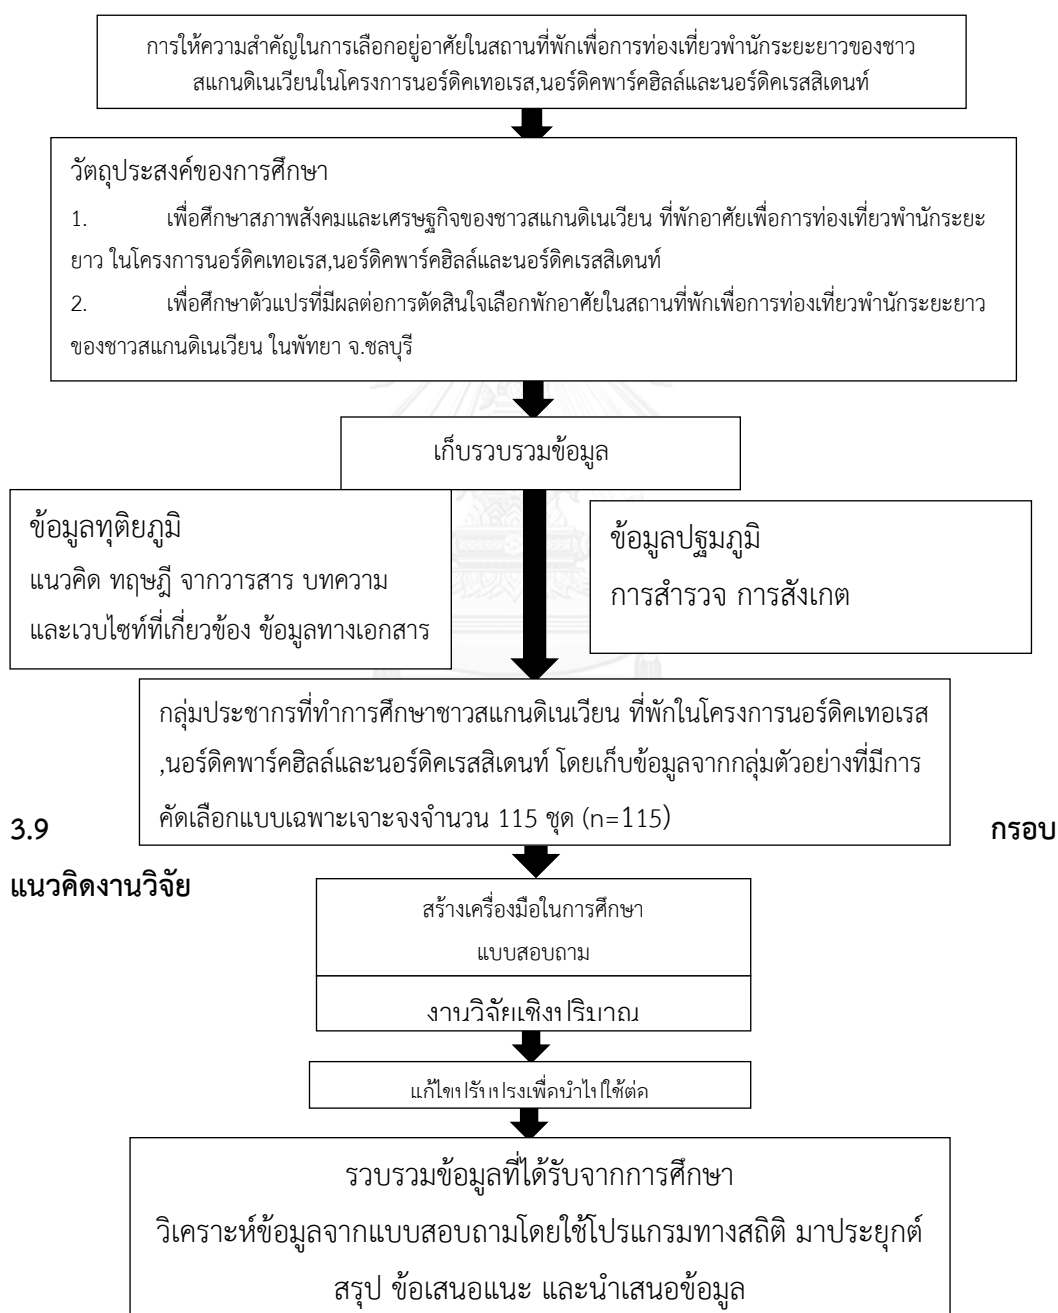 การให้ความสำคัญในการเลือกอยู่อาศัยในสถานที่พักเพื่อการท่องเที่ยวพำนักระยะยาวของชาว
สแกนดิเนเวียนในโครงการนอร์ดิคเทอเรส,นอร์ดิคพาร์คฮิลล์และนอร์ดิคเรสสิเดนท์
วัตถุประสงค์ของการศึกษา
1. เพื่อศึกษาสภาพสังคมและเศรษฐกิจของชาวสแกนดิเนเวียน ที่พักอาศัยเพื่อการท่องเที่ยวพำนักระยะ
ยาว ในโครงการนอร์ดิคเทอเรส,นอร์ดิคพาร์คฮิลล์และนอร์ดิคเรสสิเดนท์
2. เพื่อศึกษาตัวแปรที่มีผลต่อการตัดสินใจเลือกพักอาศัยในสถานที่พักเพื่อการท่องเที่ยวพำนักระยะยาว
ของชาวสแกนดิเนเวียน ในพัทยา จ.ชลบุรี
เก็บรวบรวมข้อมูล
ข้อมูลทุติยภูมิ
แนวคิด ทฤษฎี จากวารสาร บทความ
และเวบไซท์ที่เกี่ยวข้อง ข้อมูลทางเอกสาร
ข้อมูลปฐมภูมิ
การสำรวจ การสังเกต
กลุ่มประชากรที่ทำการศึกษาชาวสแกนดิเนเวียน ที่พักในโครงการนอร์ดิคเทอเรส
,นอร์ดิคพาร์คฮิลล์และนอร์ดิคเรสสิเดนท์ โดยเก็บข้อมูลจากกลุ่มตัวอย่างที่มีการ
คัดเลือกแบบเฉพาะเจาะจงจำนวน 115 ชุด (n=115)
3.9 กรอบ
แนวคิดงานวิจัย
สร้างเครื่องมือในการศึกษา
แบบสอบถาม
งานวิจัยเชิงปริมาณ
แก้ไขปรับปรุงเพื่อนำไปใช้ต่อ
รวบรวมข้อมูลที่ได้รับจากการศึกษา
วิเคราะห์ข้อมูลจากแบบสอบถามโดยใช้โปรแกรมทางสถิติ มาประยุกต์
สรุป ข้อเสนอแนะ และนำเสนอข้อมูล